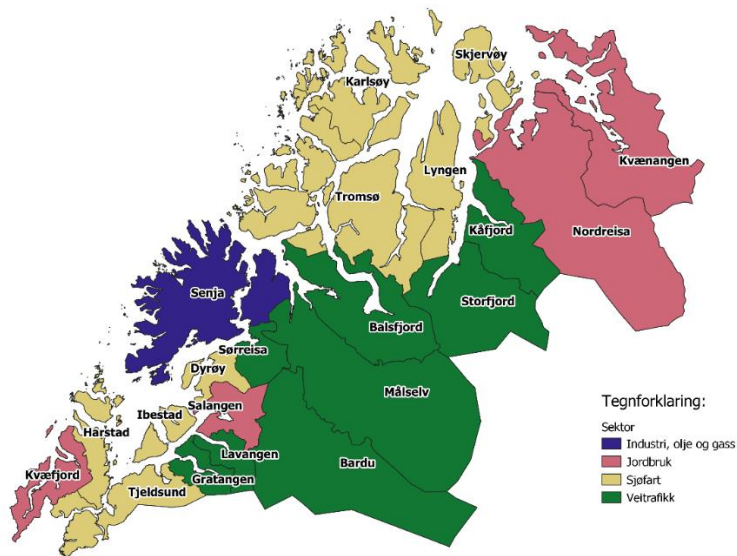 Skjervøy
Karlsøy
Kvænangen
Lyngen
Tromsø
Kåfjord
Nordreisa
Senja
Storfjord
Balsfjord
Sørreisa
Dyrøy
Målselv
Ibestad
Salangen
Harstad
Lavangen
Bardu
Kvæfjord
Gratangen
Tjeldsund
Tegnforklaring:
Sektor
Industri, olje og gass
Jordbruk
Sjøfart
Veitrafikk